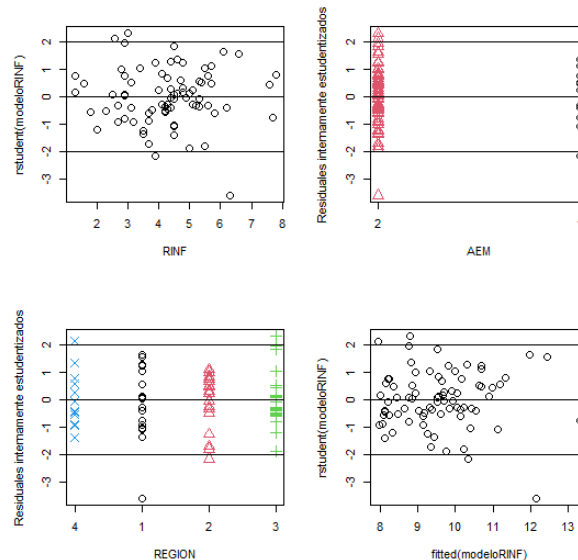 rstudent(modeloRINF)
2
1
0
-1
-2
-3
2 3 4 5 6 7 8
RINF
Residuales internamente estudentizados
2
1
0
-1
-2
-3
2
AEM
Residuales internamente estudentizados
2
1
0
-1
-2
-3
4 1 2 3
REGION
rstudent(modeloRINF)
2
1
0
-1
-2
-3
8 9 10 11 12 13
fitted(modeloRINF)